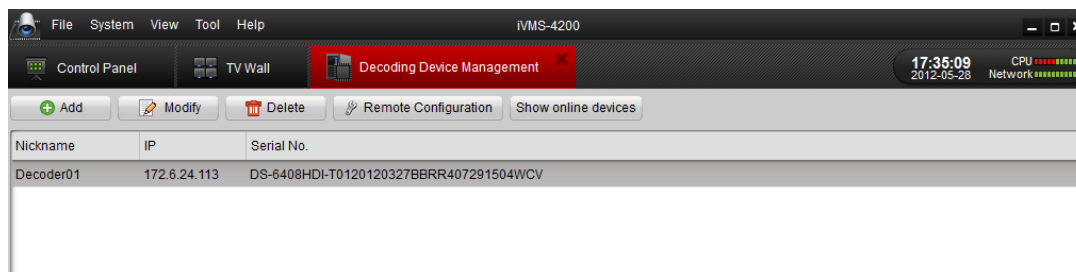 File System View Tool Help iVMS-4200
Control Panel TV Wall Decoding Device Management 17:35:09 CPU
2012-05-28 Network
Add Modify Delete Remote Configuration Show online devices
Nickname IP Serial No.
Decoder01 172.6.24.113 DS-6408HDI-T0120120327BBRR407291504WCV